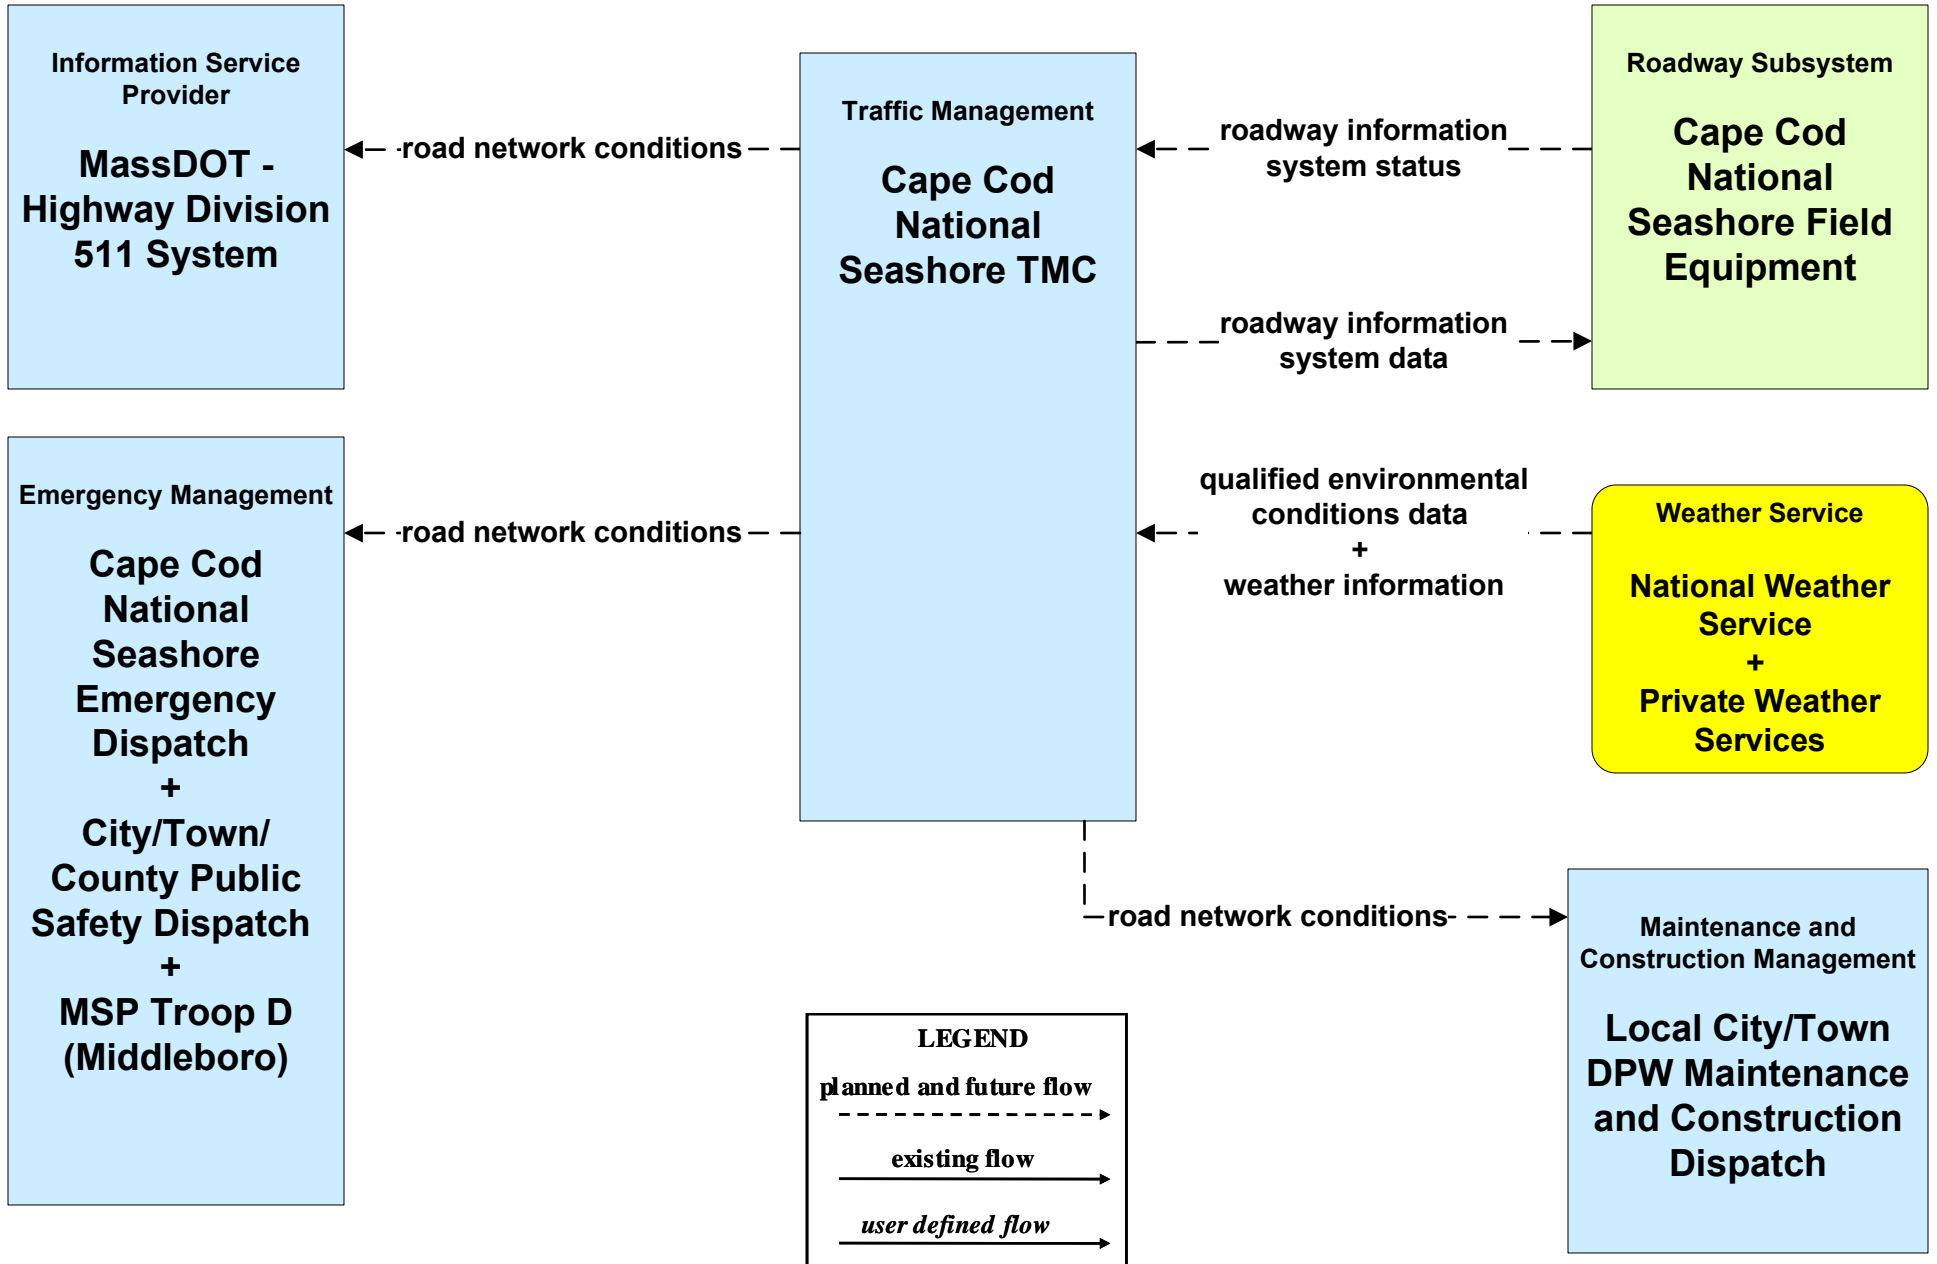 Information Service
Provider
MassDOT -
Highway Division
511 System
road network conditions
Traffic Management
Cape Cod
National
Seashore TMC
roadway information
system status
Roadway Subsystem
Cape Cod
National
Seashore Field
Equipment
roadway information
system data
Emergency Management
Cape Cod
National
Seashore
Emergency
Dispatch
+
City/Town/
County Public
Safety Dispatch
+
MSP Troop D
(Middleboro)
road network conditions
qualified environmental
conditions data
+
weather information
Weather Service
National Weather
Service
+
Private Weather
Services
road network conditions
Maintenance and
Construction Management
Local City/Town
DPW Maintenance
and Construction
Dispatch
LEGEND
planned and future flow
existing flow
user defined flow